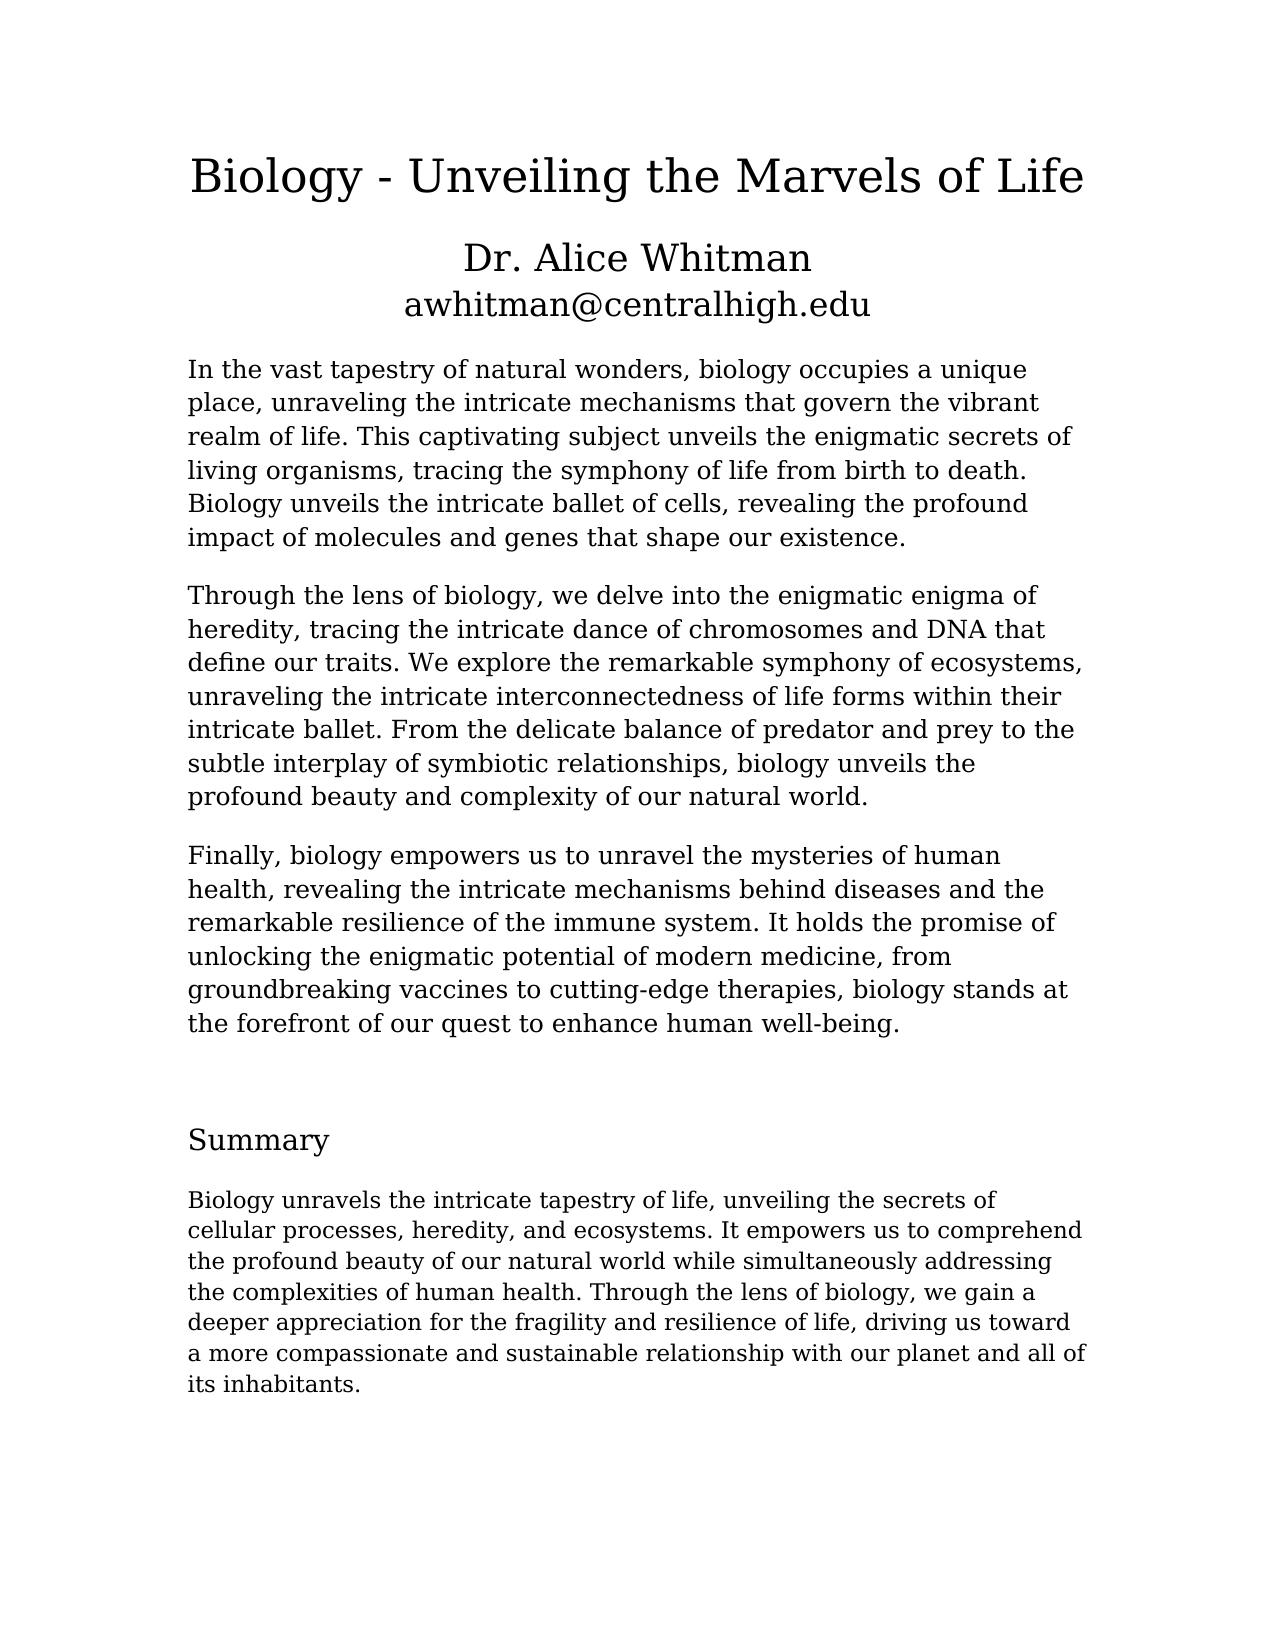 Biology - Unveiling the Marvels of Life
Dr. Alice Whitman
awhitman@centralhigh.edu
In the vast tapestry of natural wonders, biology occupies a unique
place, unraveling the intricate mechanisms that govern the vibrant
realm of life. This captivating subject unveils the enigmatic secrets of
living organisms, tracing the symphony of life from birth to death.
Biology unveils the intricate ballet of cells, revealing the profound
impact of molecules and genes that shape our existence.
Through the lens of biology, we delve into the enigmatic enigma of
heredity, tracing the intricate dance of chromosomes and DNA that
define our traits. We explore the remarkable symphony of ecosystems,
unraveling the intricate interconnectedness of life forms within their
intricate ballet. From the delicate balance of predator and prey to the
subtle interplay of symbiotic relationships, biology unveils the
profound beauty and complexity of our natural world.
Finally, biology empowers us to unravel the mysteries of human
health, revealing the intricate mechanisms behind diseases and the
remarkable resilience of the immune system. It holds the promise of
unlocking the enigmatic potential of modern medicine, from
groundbreaking vaccines to cutting-edge therapies, biology stands at
the forefront of our quest to enhance human well-being.
Summary
Biology unravels the intricate tapestry of life, unveiling the secrets of
cellular processes, heredity, and ecosystems. It empowers us to comprehend
the profound beauty of our natural world while simultaneously addressing
the complexities of human health. Through the lens of biology, we gain a
deeper appreciation for the fragility and resilience of life, driving us toward
a more compassionate and sustainable relationship with our planet and all of
its inhabitants.